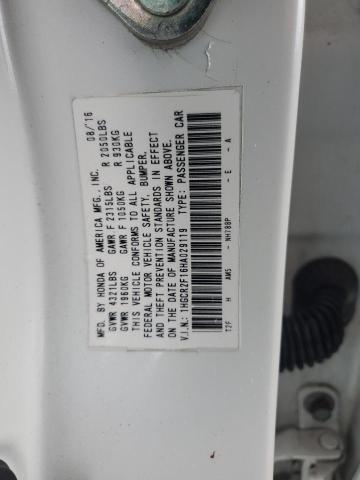 MFD. BY HONDA OF AMERICA MFG., INC. 08/'16
GVWR 4321LBS GAWR F 2315LBS R 2050LBS
GVWR 1960KG GAWR F 1050KG R 930KG
THIS VEHICLE CONFORMS TO ALL APPLICABLE
FEDERAL MOTOR VEHICLE SAFETY, BUMPER,
AND THEFT PREVENTION STANDARDS IN EFFECT
ON THE DATE OF MANUFACTURE SHOWN ABOVE.
V.I.N.: 1HGCR2F16HA029119 TYPE: PASSENGER CAR
T2F H AM5 - NH788P - E - A